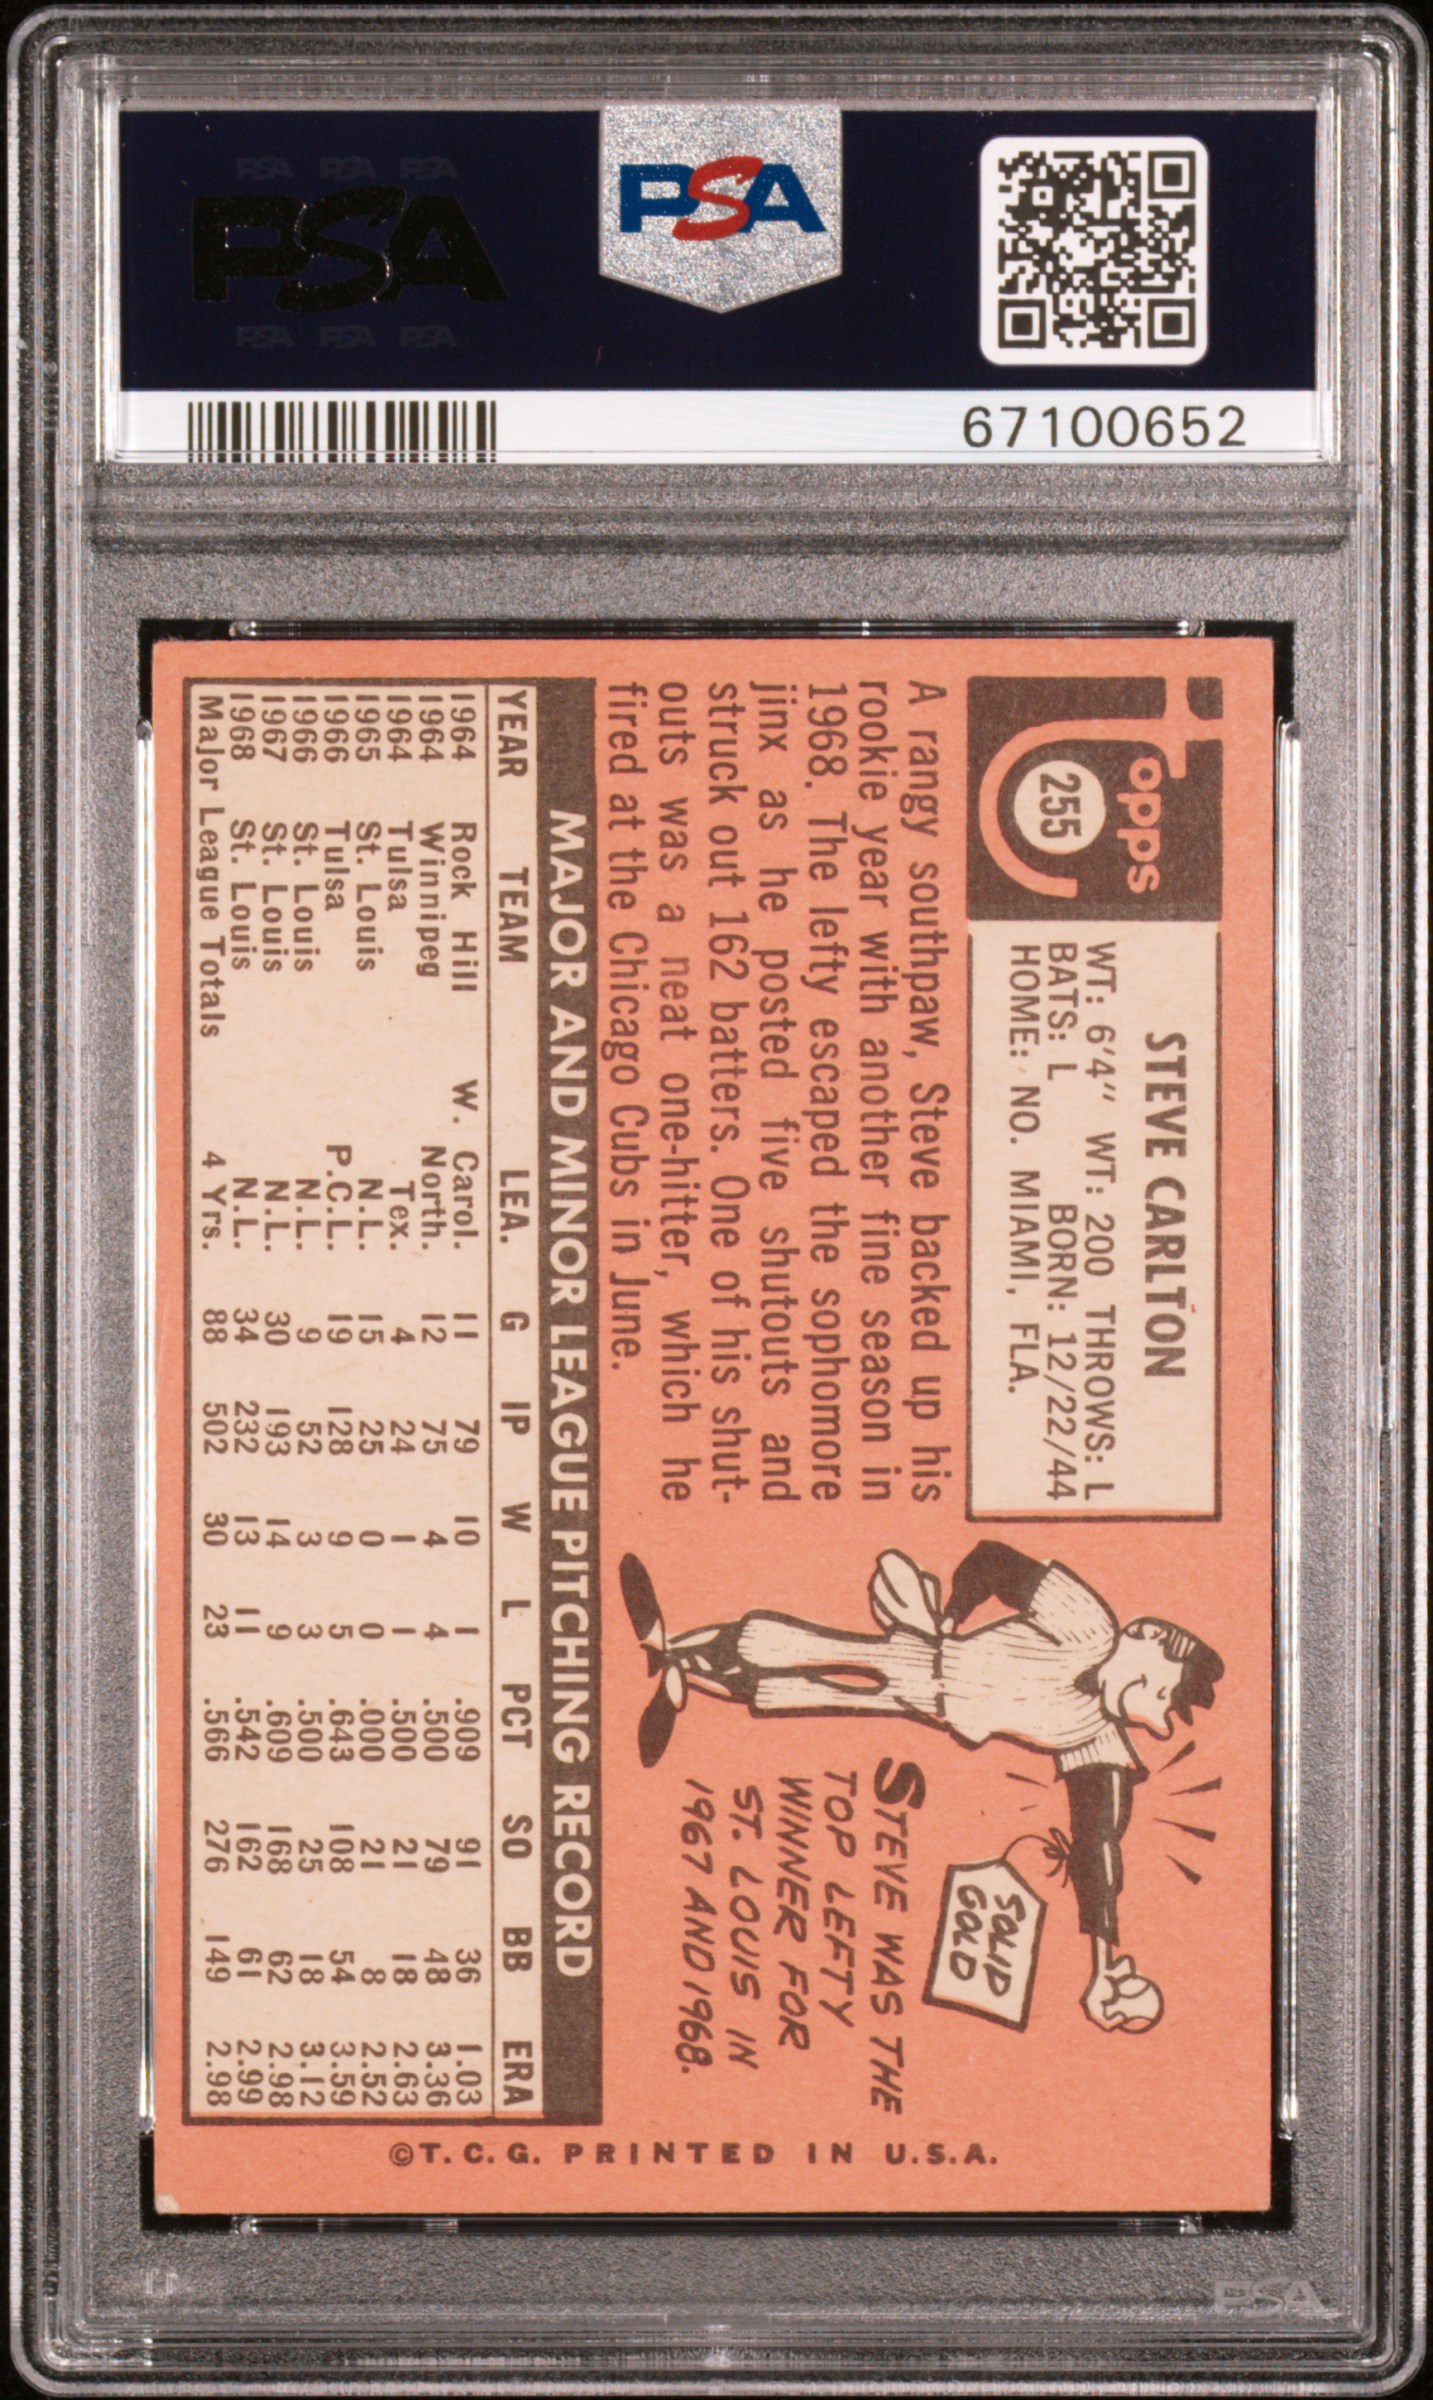 PSA PSA PSA
PSA
PSA PSA PSA
PSA
67100652
Topps
255
STEVE CARLTON
WT: 6'4" WT: 200 THROWS: L
BATS: L BORN: 12/22/44
HOME: NO. MIAMI, FLA.
A rangy southpaw, Steve backed up his
rookie year with another fine season in
1968. The lefty escaped the sophomore
jinx as he posted five shutouts and
struck out 162 batters. One of his shut-
outs was a neat one-hitter, which he
fired at the Chicago Cubs in June.
SOLID
GOLD
STEVE WAS THE
TOP LEFTY
WINNER FOR
ST. LOUIS IN
1967 AND 1968.
MAJOR AND MINOR LEAGUE PITCHING RECORD
YEAR TEAM LEA. G IP W L PCT SO BB ERA
1964 Rock Hill W. Carol. 11 79 10 1 .909 91 36 1.03
1964 Winnipeg North. 12 75 4 4 .500 79 48 3.36
1964 Tulsa Tex. 4 24 1 1 .500 21 18 2.63
1965 St. Louis N.L. 15 25 0 0 .000 21 8 2.52
1966 Tulsa P.C.L. 19 128 9 5 .643 108 54 3.59
1966 St. Louis N.L. 9 52 3 3 .500 25 18 3.12
1967 St. Louis N.L. 30 193 14 9 .609 168 62 2.98
1968 St. Louis N.L. 34 232 13 11 .542 162 61 2.99
Major League Totals 4 Yrs. 88 502 30 23 .566 276 149 2.98
©T.C.G. PRINTED IN U.S.A.
PSA